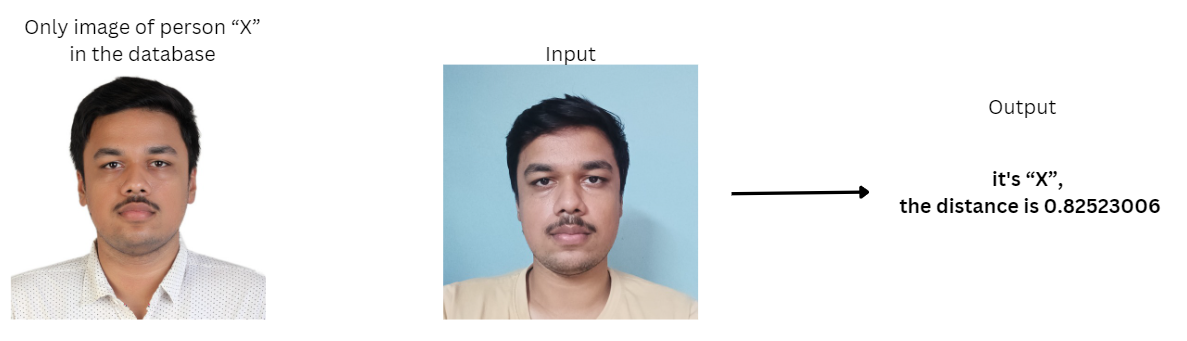 Only image of person “X”
in the database
Input
Output
it's “X”,
the distance is 0.82523006